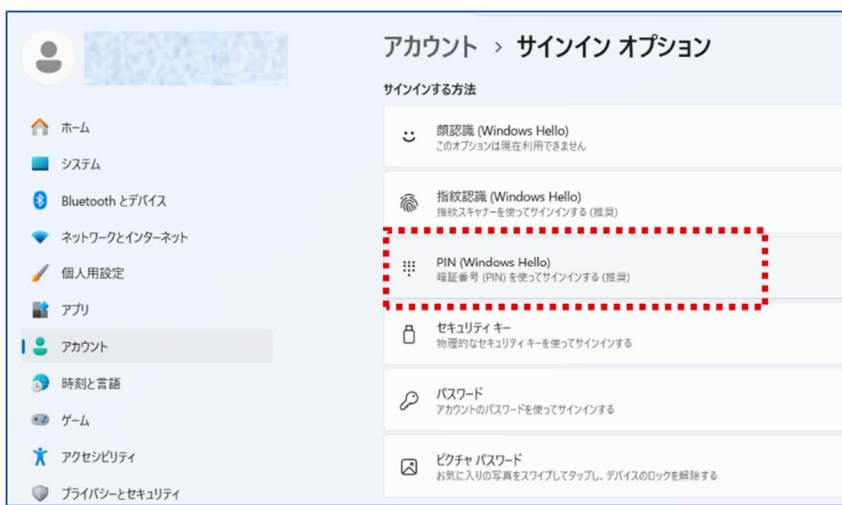 アカウント › サインイン オプション
サインインする方法
ホーム
システム
Bluetooth とデバイス
ネットワークとインターネット
個人用設定
アプリ
アカウント
時刻と言語
ゲーム
アクセシビリティ
プライバシーとセキュリティ
顔認識 (Windows Hello)
このオプションは現在利用できません
指紋認識 (Windows Hello)
指紋スキャナーを使ってサインインする (推奨)
PIN (Windows Hello)
暗証番号 (PIN) を使ってサインインする (推奨)
セキュリティ キー
物理的なセキュリティ キーを使ってサインインする
パスワード
アカウントのパスワードを使ってサインインする
ピクチャ パスワード
お気に入りの写真をスワイプしてタップし、デバイスのロックを解除する